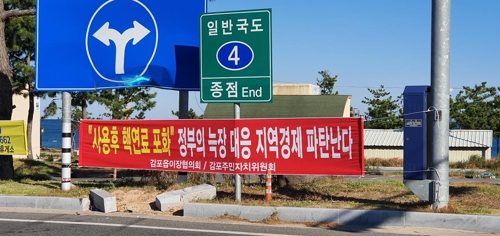 일반국도
4
종점 End
"사용후 핵연료 포화" 정부의 늑장 대응 지역경제 파탄난다
감포읍이장협의회 / 감포주민자치위원회
662